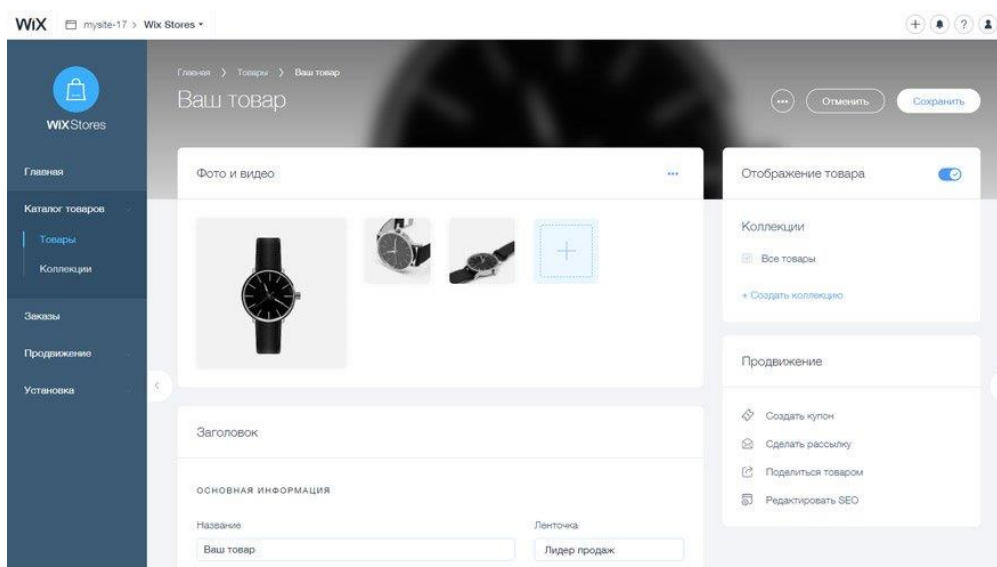 WiX mysite-17 > Wix Stores
?
WiXStores
Главная
Каталог товаров
Товары
Коллекции
Заказы
Продвижение
Установка
Главная > Товары > Ваш товар
Ваш товар
Отменить
Сохранить
Фото и видео
Заголовок
ОСНОВНАЯ ИНФОРМАЦИЯ
Название
Ваш товар
Ленточка
Лидер продаж
Отображение товара
Коллекции
Все товары
+ Создать коллекцию
Продвижение
Создать купон
Сделать рассылку
Поделиться товаром
Редактировать SEO